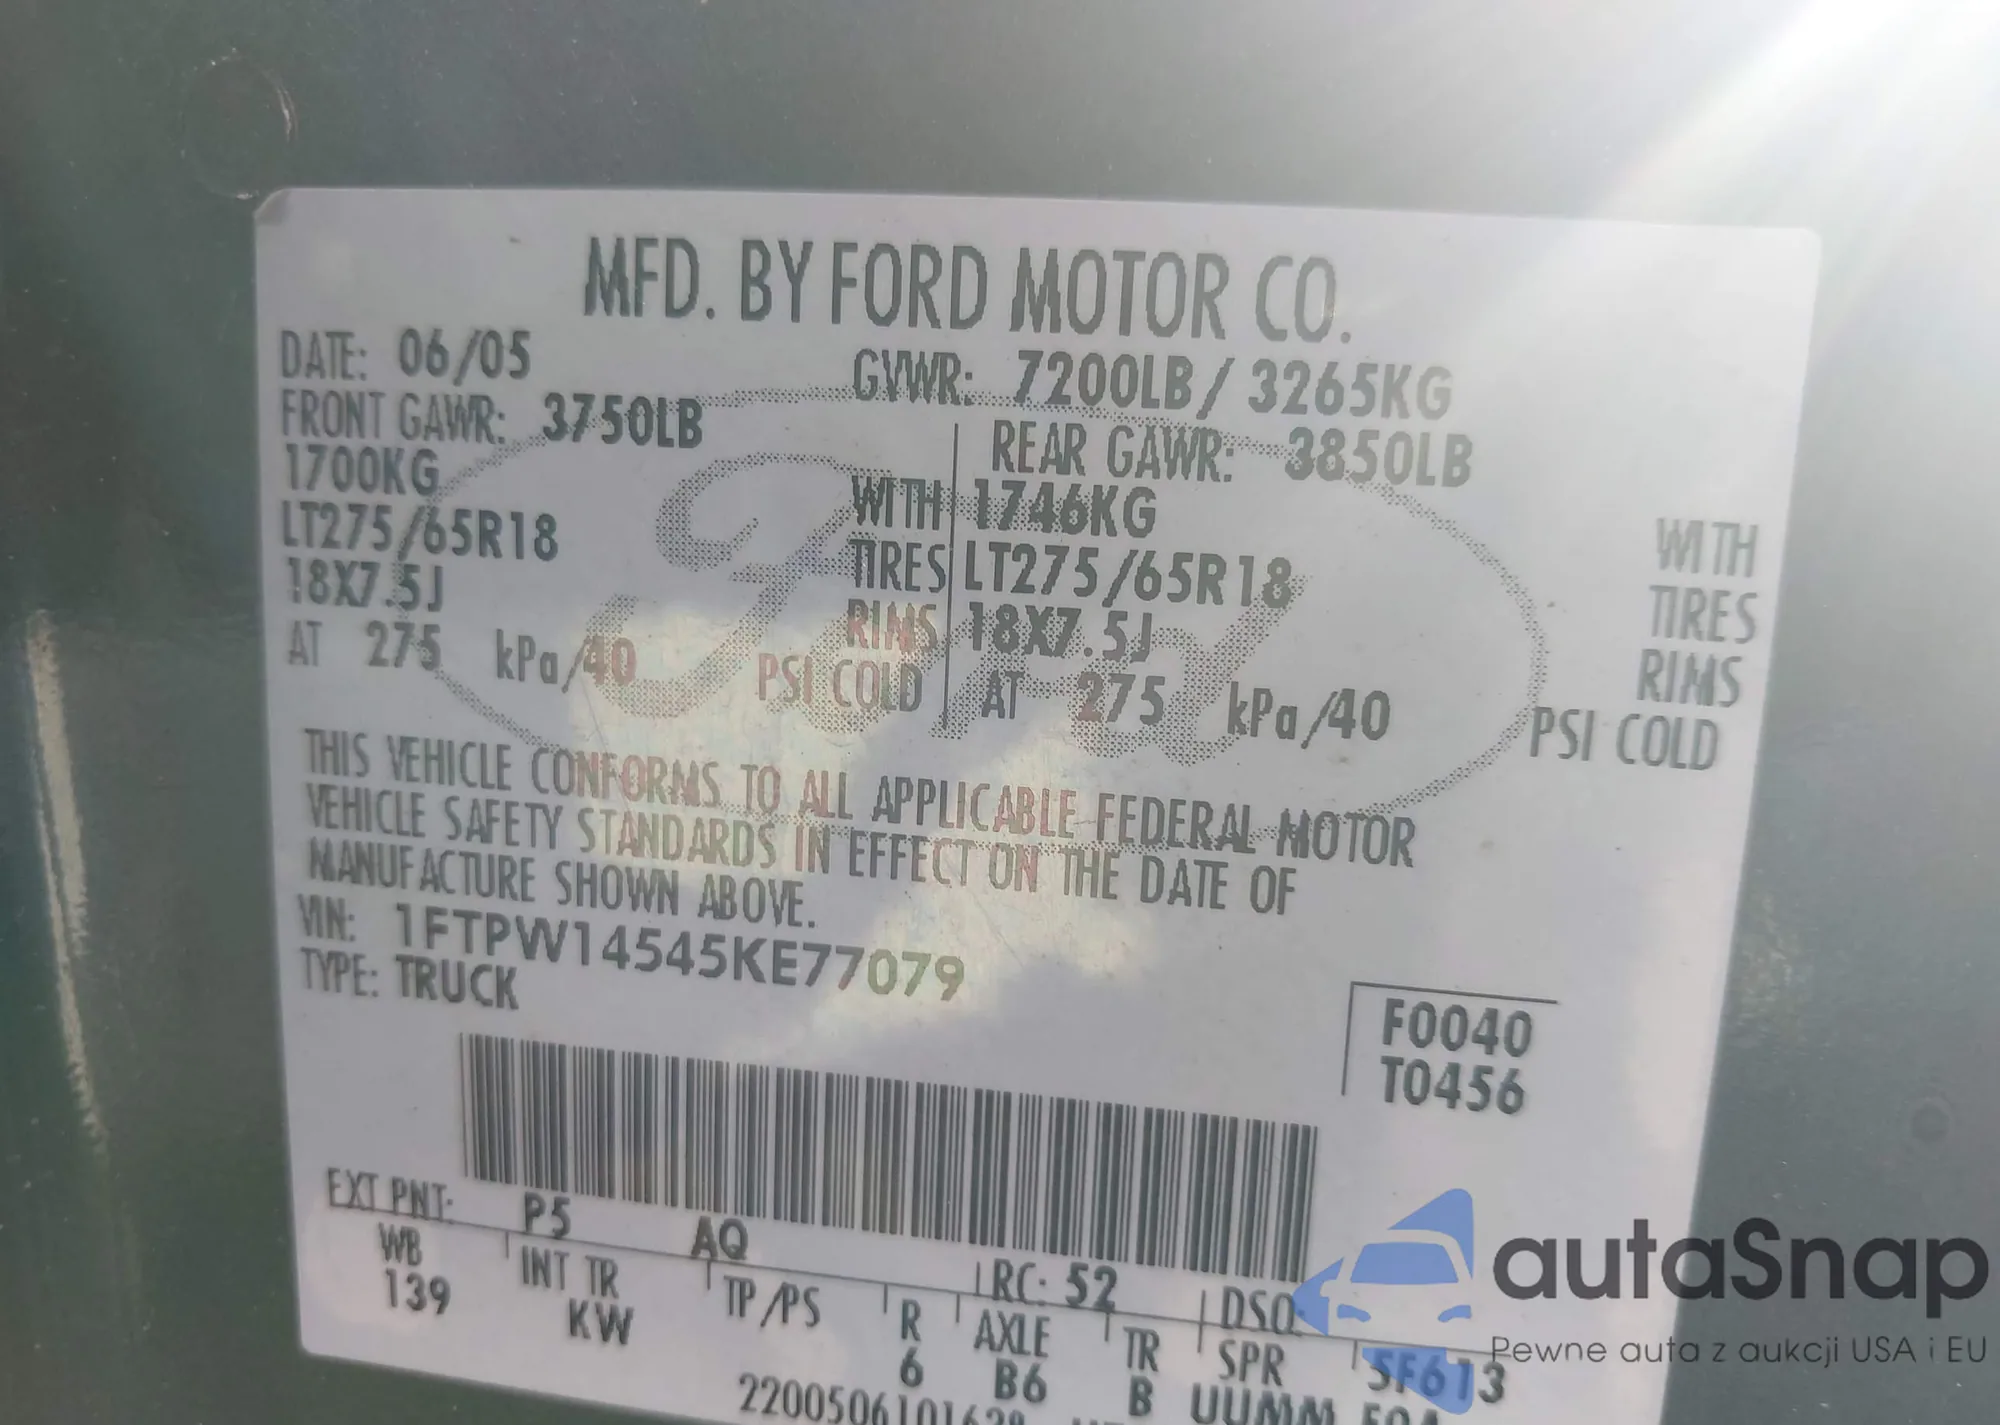 MFD. BY FORD MOTOR CO.
DATE: 06/05 GVWR: 7200LB / 3265KG
FRONT GAWR: 3750LB REAR GAWR: 3850LB
1700KG WITH 1746KG WITH
LT275/65R18 TIRES LT275/65R18 TIRES
18X7.5J RIMS 18X7.5J RIMS
AT 275 kPa/40 PSI COLD AT 275 kPa/40 PSI COLD
Ford
THIS VEHICLE CONFORMS TO ALL APPLICABLE FEDERAL MOTOR
VEHICLE SAFETY STANDARDS IN EFFECT ON THE DATE OF
MANUFACTURE SHOWN ABOVE.
VIN: 1FTPW14545KE77079
TYPE: TRUCK
F0040
T0456
EXT PNT: P5 AQ RC: 52 DSO:
WB INT TR TP/PS R AXLE TR SPR 5F613
139 KW 6 B6 B UUMM
autaSnap
Pewne auta z aukcji USA i EU